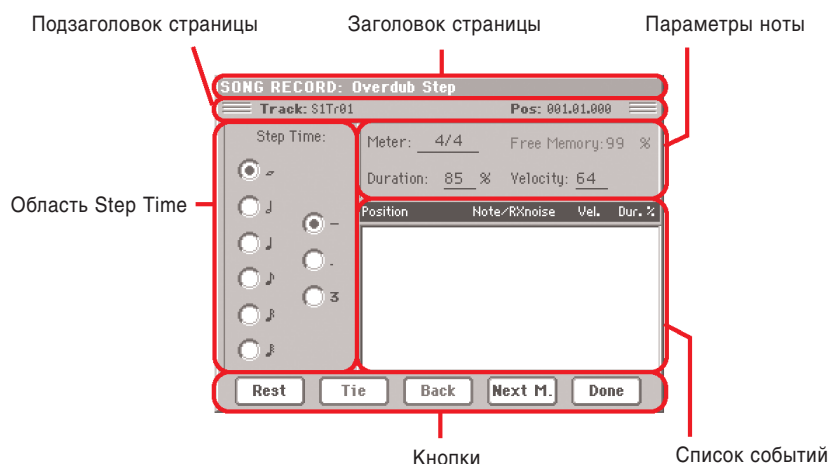 Подзаголовок страницы
Заголовок страницы
Параметры ноты
SONG RECORD: Overdub Step
Track: S1Tr01
Pos: 001.01.000
Step Time:
Meter: 4/4
Free Memory: 99 %
Duration: 85 %
Velocity: 64
Область Step Time
Position Note/RXnoise Vel. Dur.%
3
Rest
Tie
Back
Next M.
Done
Кнопки
Список событий